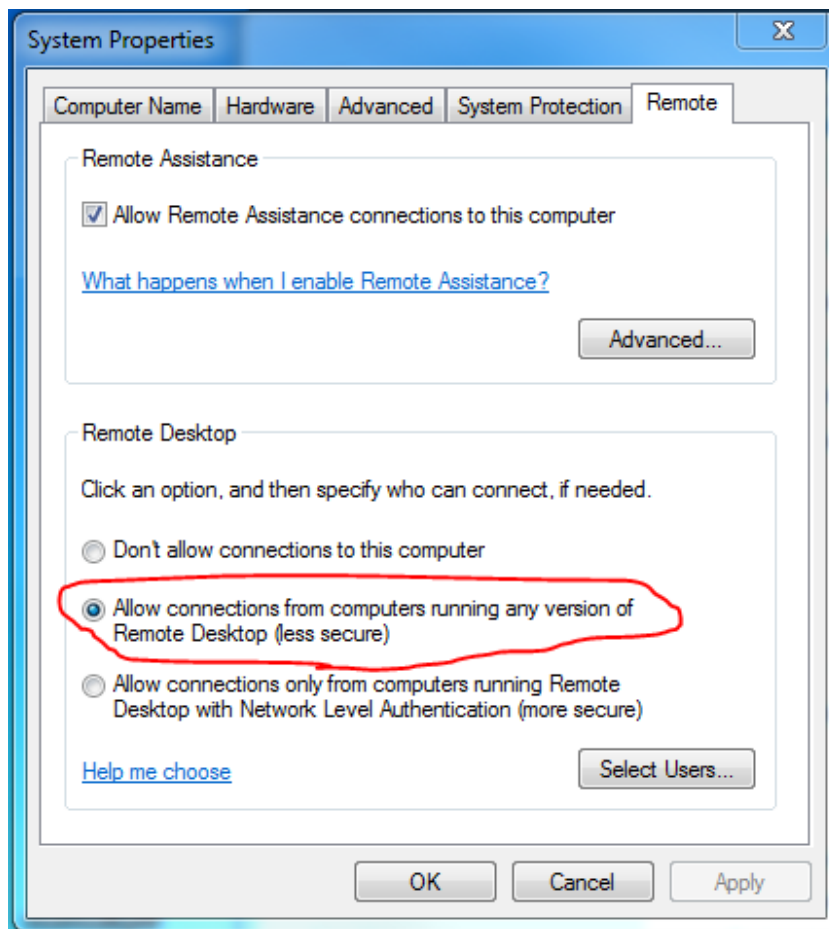 System Properties
Computer Name Hardware Advanced System Protection Remote
Remote Assistance
Allow Remote Assistance connections to this computer
What happens when I enable Remote Assistance?
Advanced...
Remote Desktop
Click an option, and then specify who can connect, if needed.
Don't allow connections to this computer
Allow connections from computers running any version of
Remote Desktop (less secure)
Allow connections only from computers running Remote
Desktop with Network Level Authentication (more secure)
Help me choose
Select Users...
OK Cancel Apply